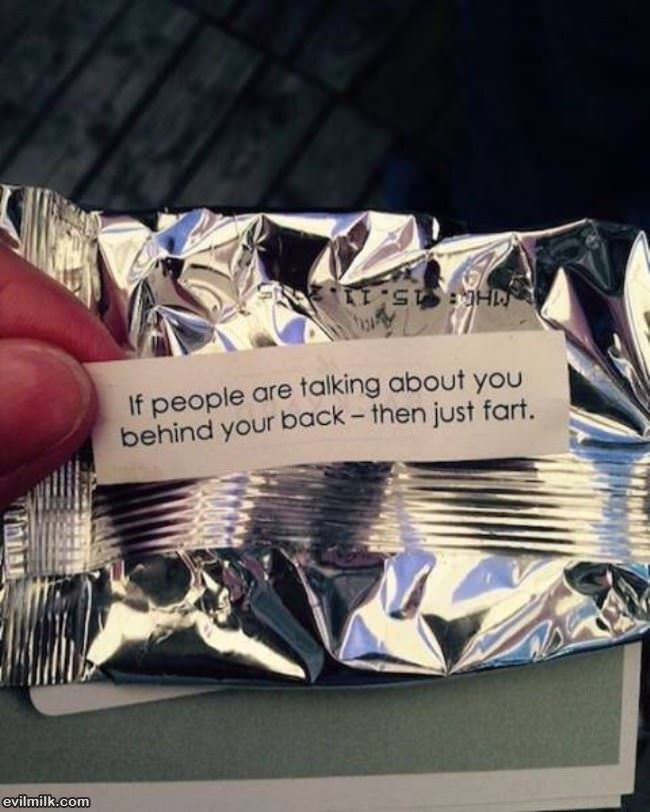 If people are talking about you
behind your back – then just fart.
evilmilk.com